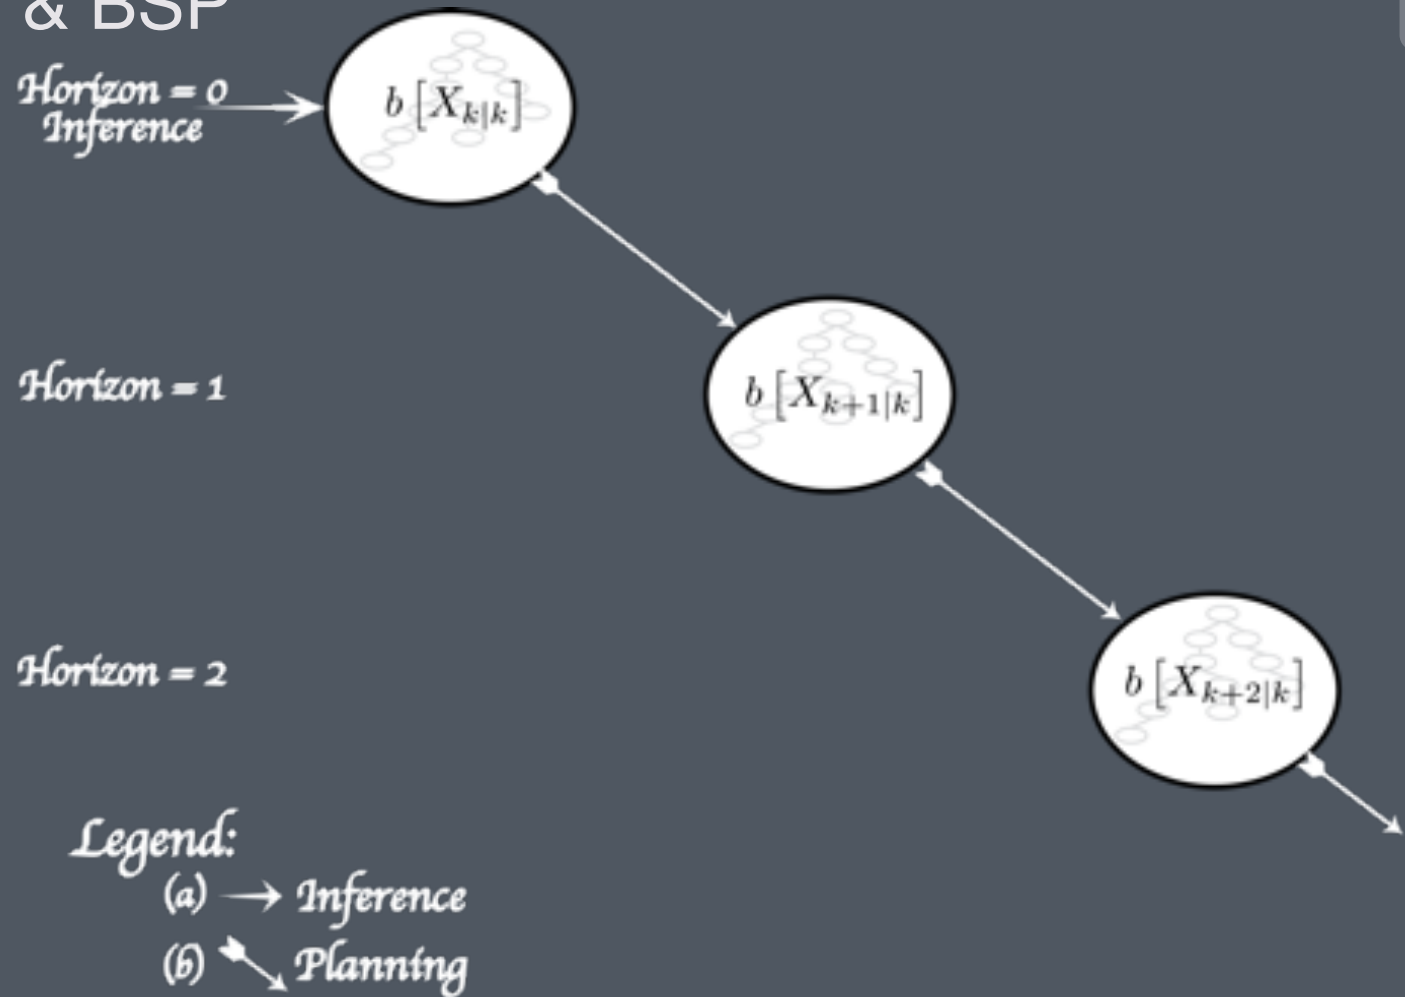 & BSP
Horizon = 0
Inference
b [X_{k|k}]
Horizon = 1
b [X_{k+1|k}]
Horizon = 2
b [X_{k+2|k}]
Legend:
(a) → Inference
(b) ↘ Planning